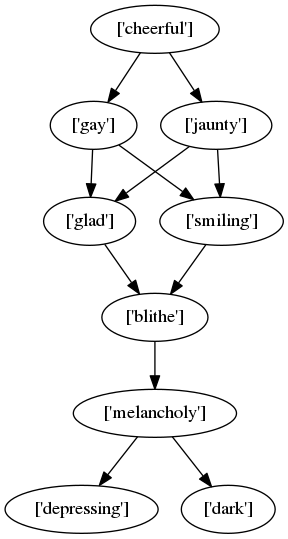 ['cheerful']
['gay'] ['jaunty']
['glad'] ['smiling']
['blithe']
['melancholy']
['depressing'] ['dark']